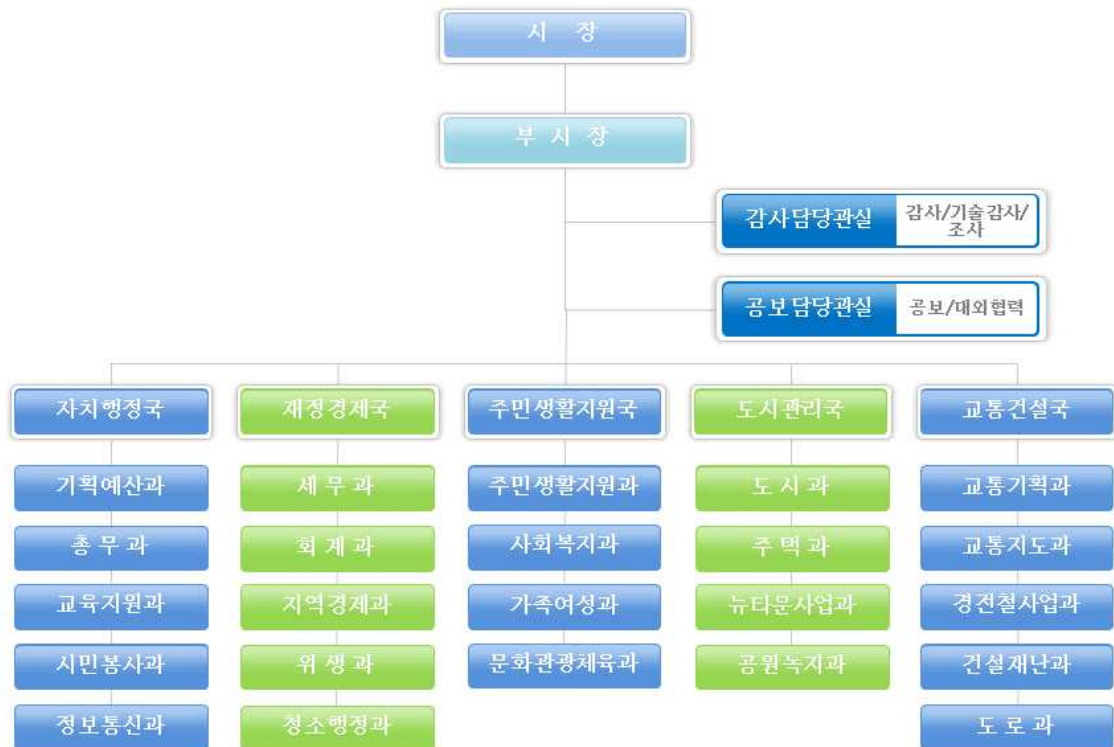 시 장
부 시 장
감사담당관실
감사/기술감사/
조사
공보담당관실
공보/대외협력
자치행정국
재정경제국
주민생활지원국
도시관리국
교통건설국
기획예산과
세 무 과
주민생활지원과
도 시 과
교통기획과
총 무 과
회 계 과
사회복지과
주 택 과
교통지도과
교육지원과
지역경제과
가족여성과
뉴타운사업과
경전철사업과
시민봉사과
위 생 과
문화관광체육과
공원녹지과
건설재난과
정보통신과
청소행정과
도 로 과